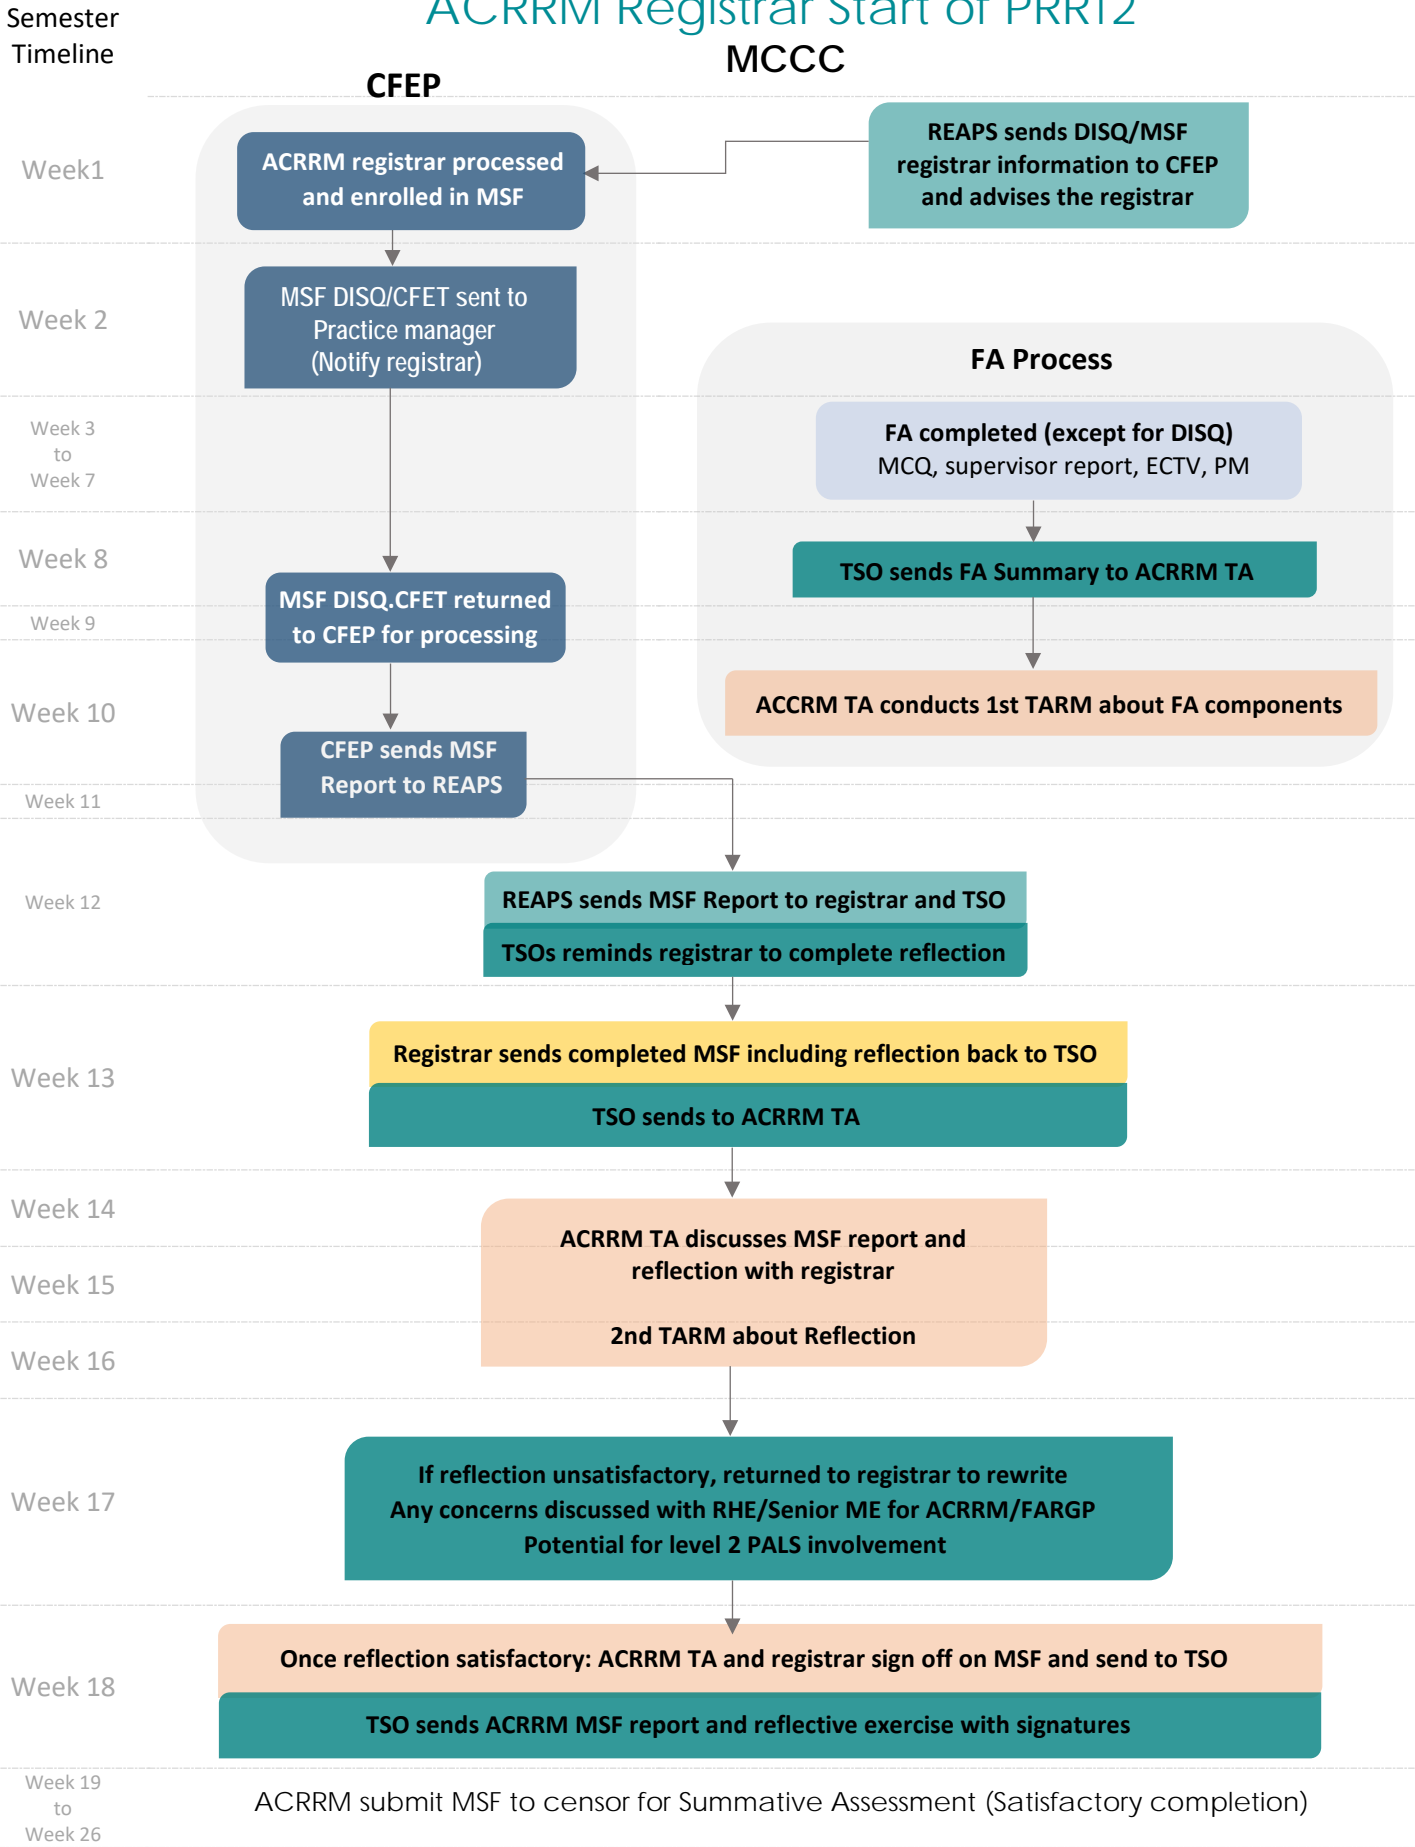 ACRRM Registrar Start of PRRT2
Semester
Timeline
MCCC
CFEP
Week1
ACRRM registrar processed
and enrolled in MSF
REAPS sends DISQ/MSF
registrar information to CFEP
and advises the registrar
Week 2
MSF DISQ/CFET sent to
Practice manager
(Notify registrar)
FA Process
Week 3
to
Week 7
FA completed (except for DISQ)
MCQ, supervisor report, ECTV, PM
Week 8
TSO sends FA Summary to ACRRM TA
MSF DISQ.CFET returned
to CFEP for processing
Week 9
Week 10
ACCRM TA conducts 1st TARM about FA components
CFEP sends MSF
Report to REAPS
Week 11
Week 12
REAPS sends MSF Report to registrar and TSO
TSOs reminds registrar to complete reflection
Week 13
Registrar sends completed MSF including reflection back to TSO
TSO sends to ACRRM TA
Week 14
ACRRM TA discusses MSF report and
reflection with registrar
Week 15
2nd TARM about Reflection
Week 16
Week 17
If reflection unsatisfactory, returned to registrar to rewrite
Any concerns discussed with RHE/Senior ME for ACRRM/FARGP
Potential for level 2 PALS involvement
Week 18
Once reflection satisfactory: ACRRM TA and registrar sign off on MSF and send to TSO
TSO sends ACRRM MSF report and reflective exercise with signatures
Week 19
to
Week 26
ACRRM submit MSF to censor for Summative Assessment (Satisfactory completion)